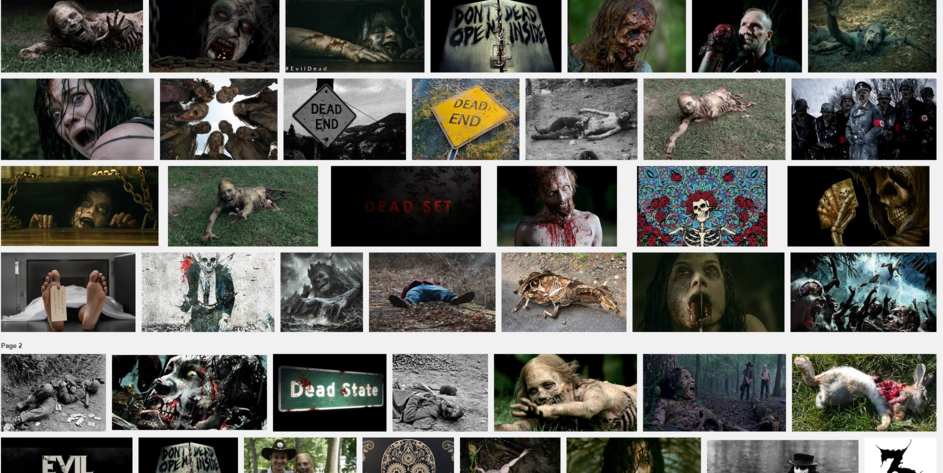 DON'T DEAD
OPEN INSIDE
#EvilDead
DEAD
END
DEAD
END
DEAD SET
Page 2
Dead State
EVIL
DON'T DEAD
OPEN INSIDE